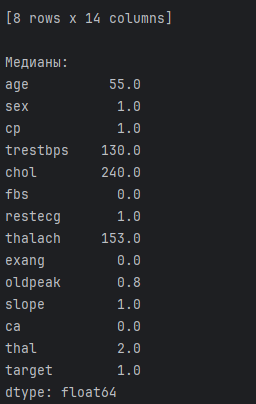 [8 rows x 14 columns]
Медианы:
age 55.0
sex 1.0
cp 1.0
trestbps 130.0
chol 240.0
fbs 0.0
restecg 1.0
thalach 153.0
exang 0.0
oldpeak 0.8
slope 1.0
ca 0.0
thal 2.0
target 1.0
dtype: float64